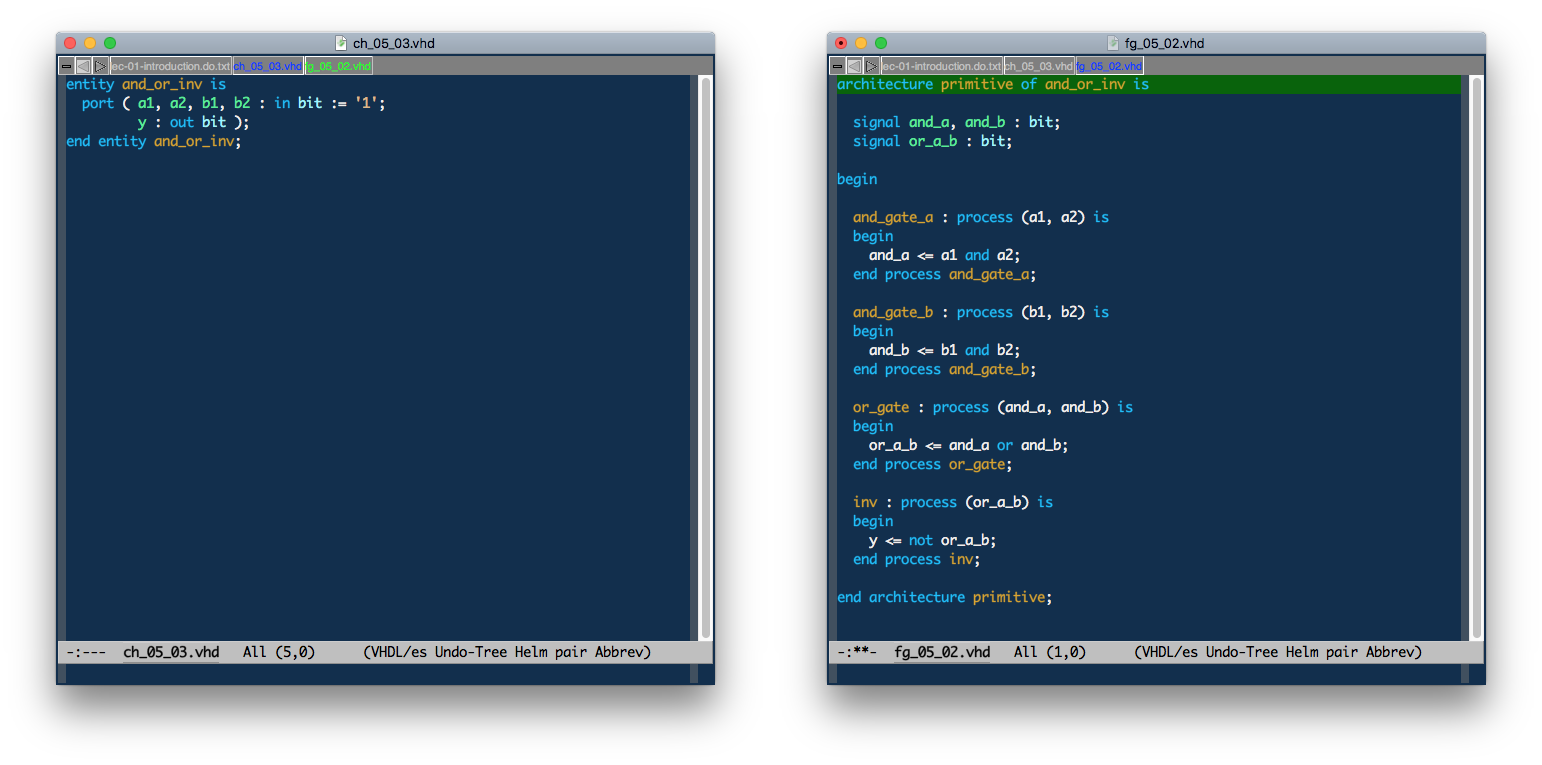 ch_05_03.vhd
ec-01-introduction.do.txt ch_05_03.vhd g_05_02.vhd
entity and_or_inv is
  port ( a1, a2, b1, b2 : in bit := '1';
         y : out bit );
end entity and_or_inv;
-:---  ch_05_03.vhd   All (5,0)      (VHDL/es Undo-Tree Helm pair Abbrev)
fg_05_02.vhd
ec-01-introduction.do.txt ch_05_03.vhd fg_05_02.vhd
architecture primitive of and_or_inv is
  signal and_a, and_b : bit;
  signal or_a_b : bit;
begin
  and_gate_a : process (a1, a2) is
  begin
    and_a <= a1 and a2;
  end process and_gate_a;
  and_gate_b : process (b1, b2) is
  begin
    and_b <= b1 and b2;
  end process and_gate_b;
  or_gate : process (and_a, and_b) is
  begin
    or_a_b <= and_a or and_b;
  end process or_gate;
  inv : process (or_a_b) is
  begin
    y <= not or_a_b;
  end process inv;
end architecture primitive;
-:**-  fg_05_02.vhd   All (1,0)      (VHDL/es Undo-Tree Helm pair Abbrev)